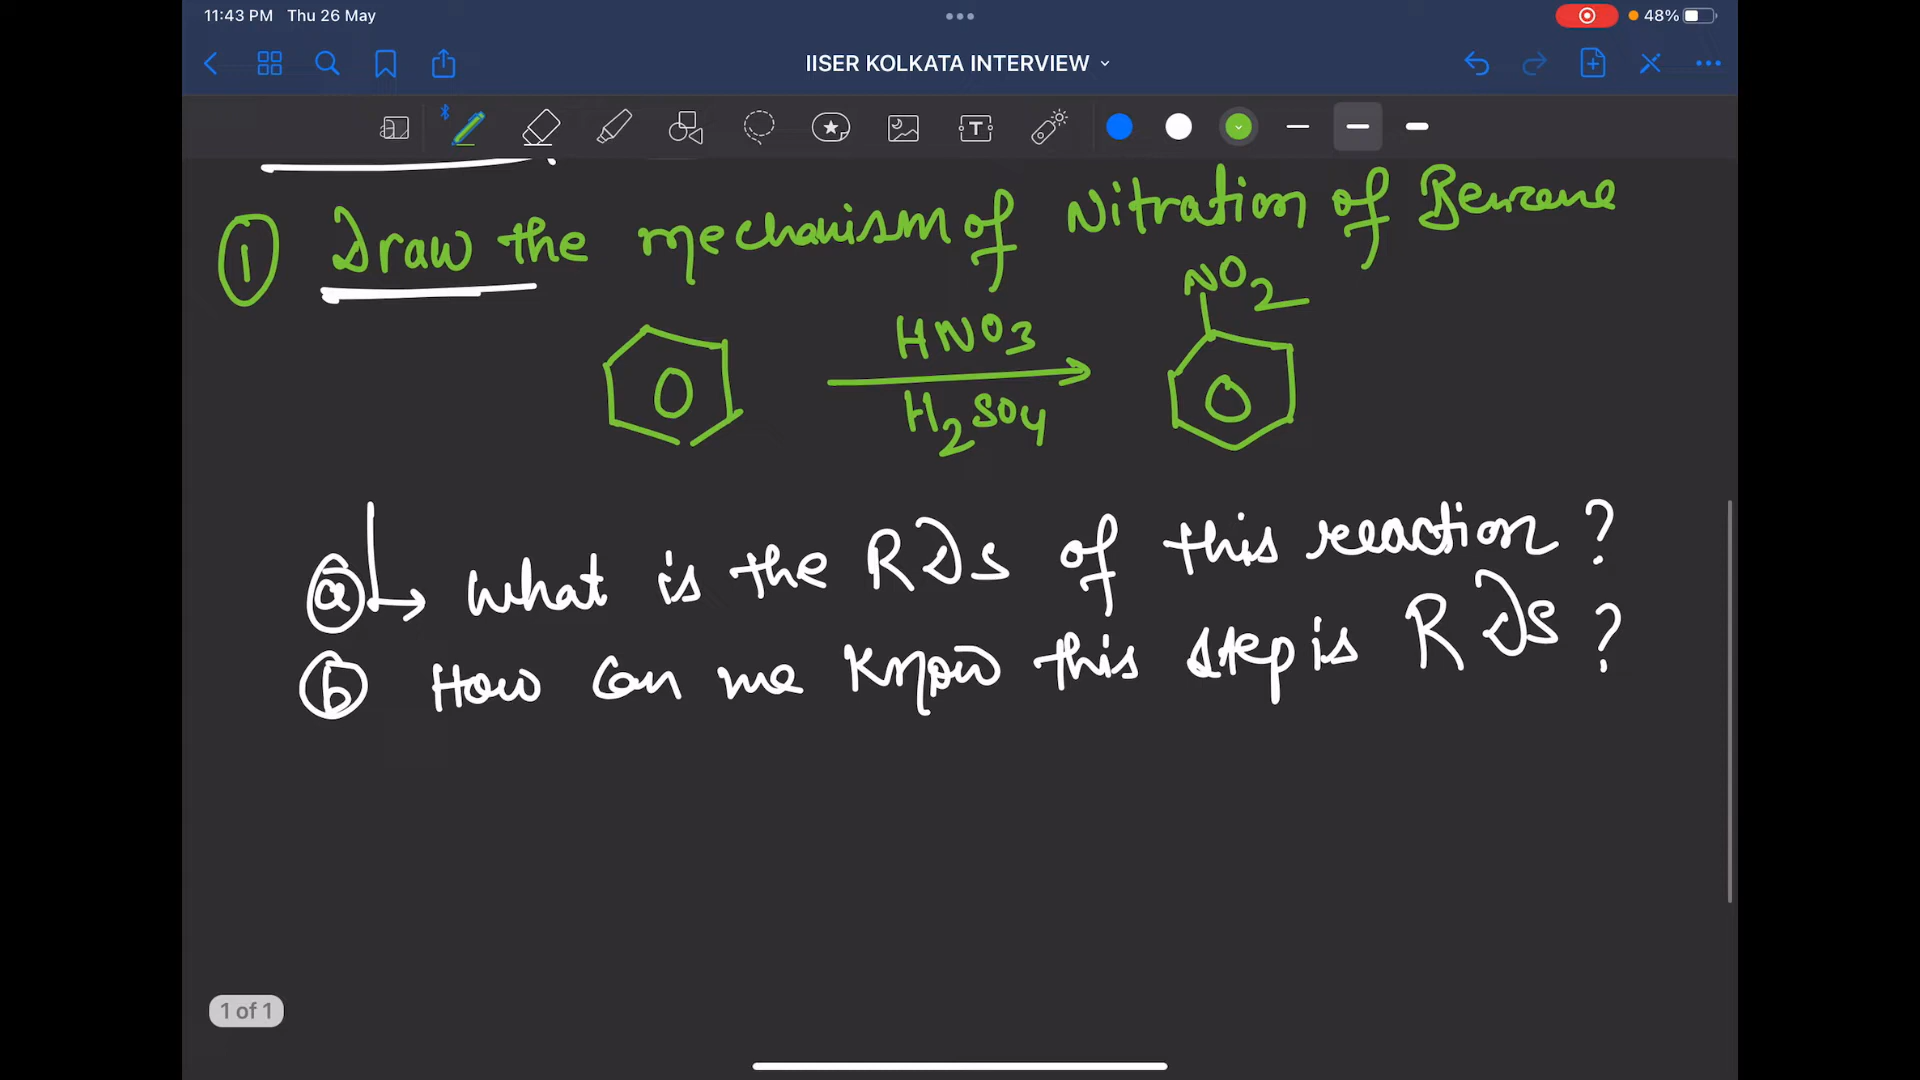 11:43 PM Thu 26 May
48%
IISER KOLKATA INTERVIEW
T
1 Draw the mechanism of Nitration of Benzene
NO2
HNO3
H2SO4
a What is the RDS of this reaction ?
b How can we know this step is RDS ?
1 of 1